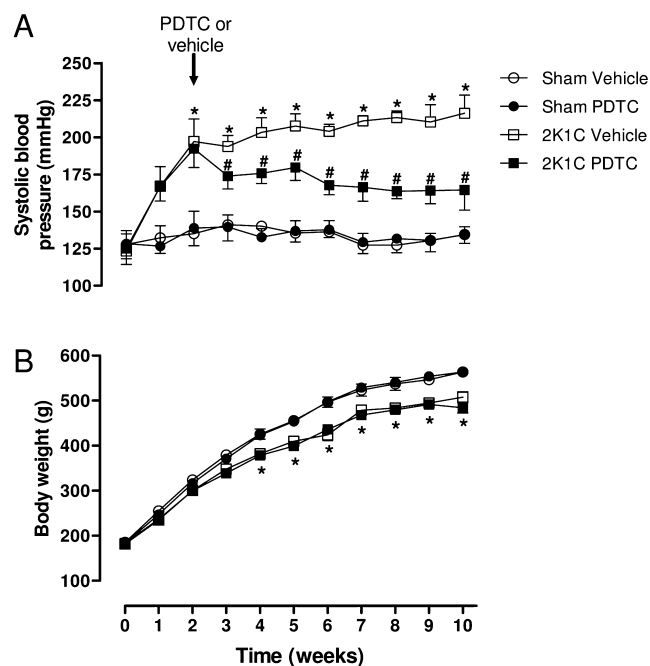 A
PDTC or
vehicle
250
225
200
175
150
125
100
Systolic blood
pressure (mmHg)
* * * * * * * * *
# # # # # # # #
Sham Vehicle
Sham PDTC
2K1C Vehicle
2K1C PDTC
B
600
500
400
300
200
100
Body weight (g)
* * * * * * *
0 1 2 3 4 5 6 7 8 9 10
Time (weeks)